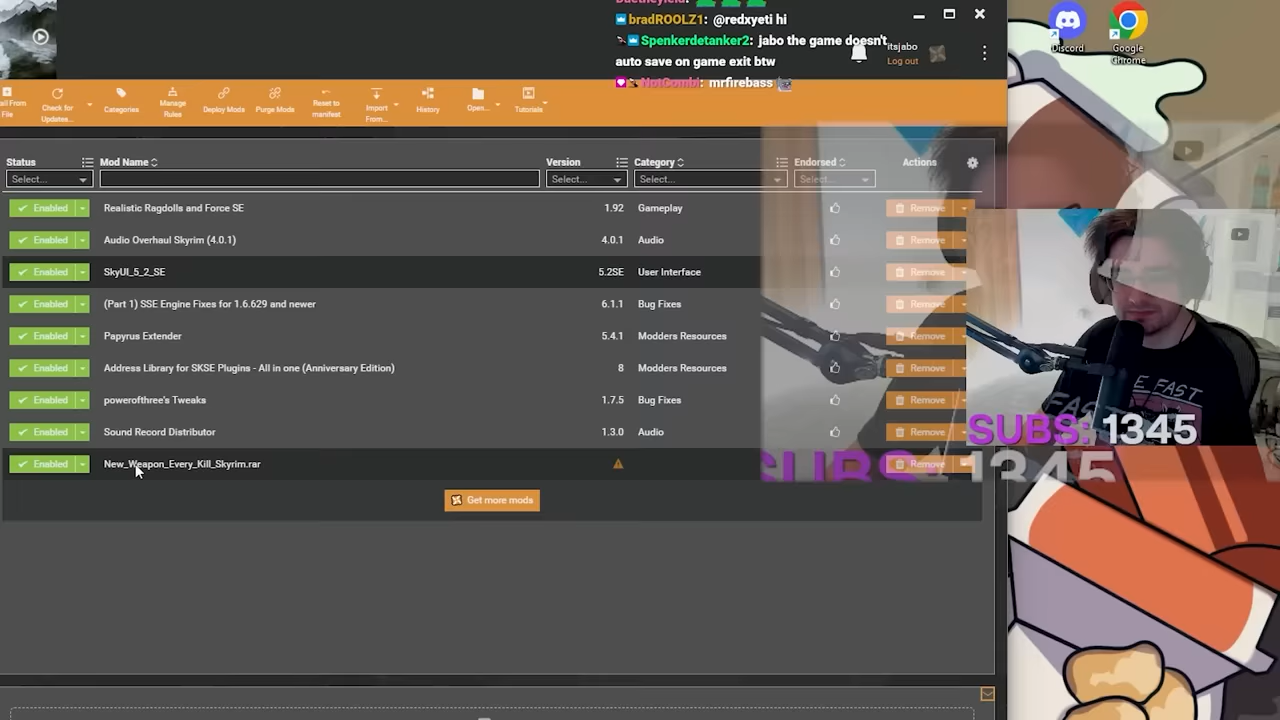 bradROOLZ1: @redxyeti hi
Spenkerdetanker2: jabo the game doesn't
auto save on game exit btw
NotCombi: mrfirebass
itsjabo
Log out
Discord
Google
Chrome
File
Check for
Updates...
Categories
Manage
Rules
Deploy Mods
Purge Mods
Reset to
manifest
Import
From...
History
Open...
Tutorials
Status Mod Name Version Category Endorsed Actions
Select... Select... Select... Select...
Enabled Realistic Ragdolls and Force SE 1.92 Gameplay Remove
Enabled Audio Overhaul Skyrim (4.0.1) 4.0.1 Audio Remove
Enabled SkyUI_5_2_SE 5.2SE User Interface Remove
Enabled (Part 1) SSE Engine Fixes for 1.6.629 and newer 6.1.1 Bug Fixes Remove
Enabled Papyrus Extender 5.4.1 Modders Resources Remove
Enabled Address Library for SKSE Plugins - All in one (Anniversary Edition) 8 Modders Resources Remove
Enabled powerofthree's Tweaks 1.7.5 Bug Fixes Remove
Enabled Sound Record Distributor 1.3.0 Audio Remove
Enabled New_Weapon_Every_Kill_Skyrim.rar Remove
Get more mods
E FAST
SUBS: 1345
SUBS: 1345